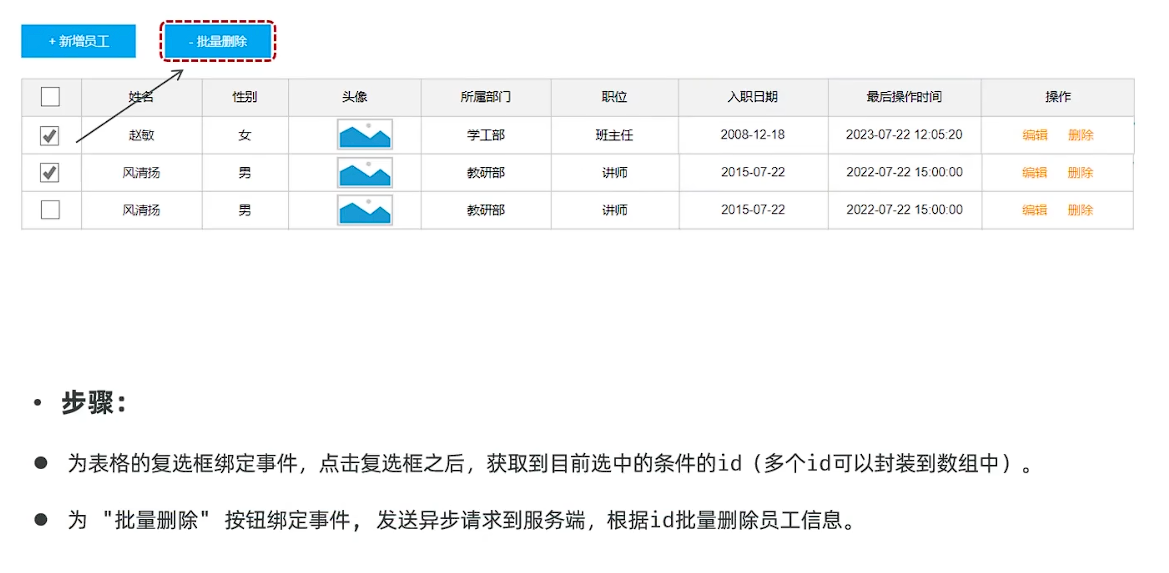 + 新增员工 - 批量删除
姓名 性别 头像 所属部门 职位 入职日期 最后操作时间 操作
赵敏 女 学工部 班主任 2008-12-18 2023-07-22 12:05:20 编辑 删除
风清扬 男 教研部 讲师 2015-07-22 2022-07-22 15:00:00 编辑 删除
风清扬 男 教研部 讲师 2015-07-22 2022-07-22 15:00:00 编辑 删除
• 步骤：
● 为表格的复选框绑定事件，点击复选框之后，获取到目前选中的条件的id（多个id可以封装到数组中）。
● 为 "批量删除" 按钮绑定事件，发送异步请求到服务端，根据id批量删除员工信息。